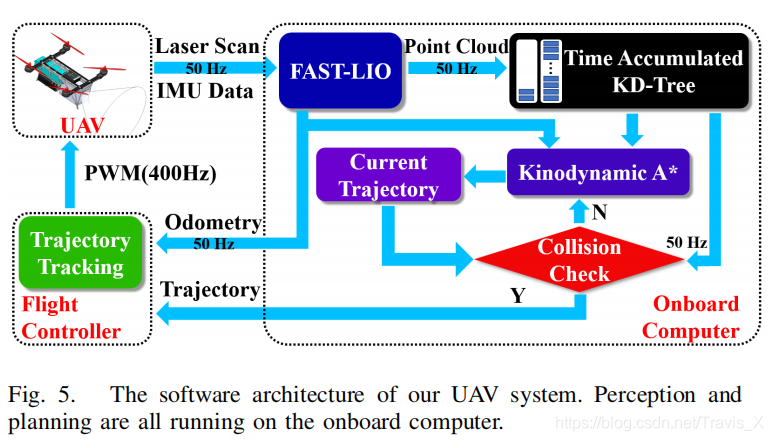 Laser Scan
50 Hz
IMU Data
UAV
FAST-LIO
Point Cloud
50 Hz
Time Accumulated
KD-Tree
PWM(400Hz)
Current
Trajectory
Kinodynamic A*
N
Odometry
50 Hz
Trajectory
Tracking
Collision
Check
50 Hz
Trajectory
Y
Flight
Controller
Onboard
Computer
Fig. 5. The software architecture of our UAV system. Perception and
planning are all running on the onboard computer.
https://blog.csdn.net/Travis_X